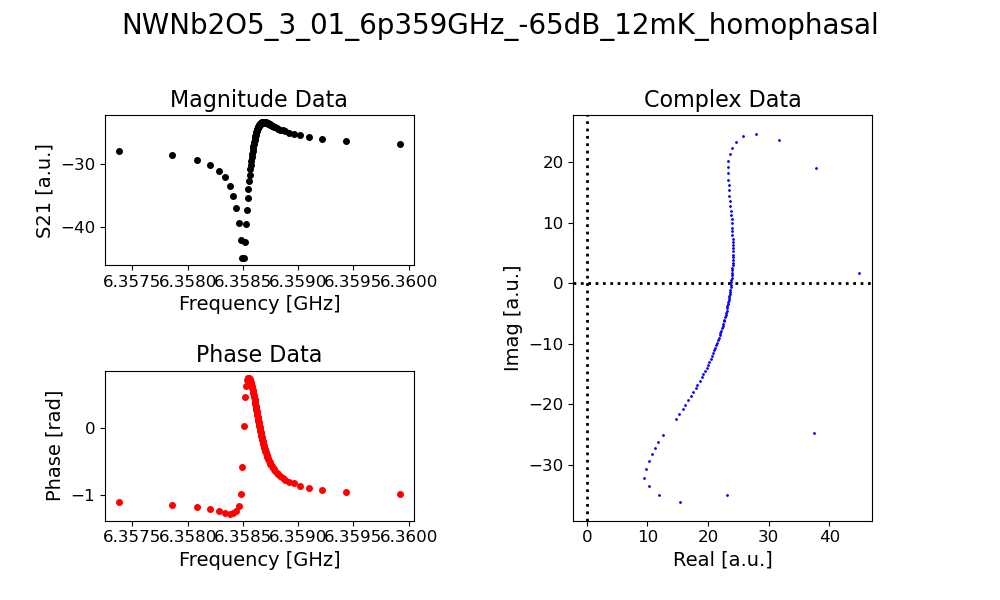 NWNb2O5_3_01_6p359GHz_-65dB_12mK_homophasal
Magnitude Data
S21 [a.u.]
−30
−40
6.3575 6.3580 6.3585 6.3590 6.3595 6.3600
Frequency [GHz]
Phase Data
Phase [rad]
0
−1
6.3575 6.3580 6.3585 6.3590 6.3595 6.3600
Frequency [GHz]
Complex Data
Imag [a.u.]
20
10
0
−10
−20
−30
0 10 20 30 40
Real [a.u.]